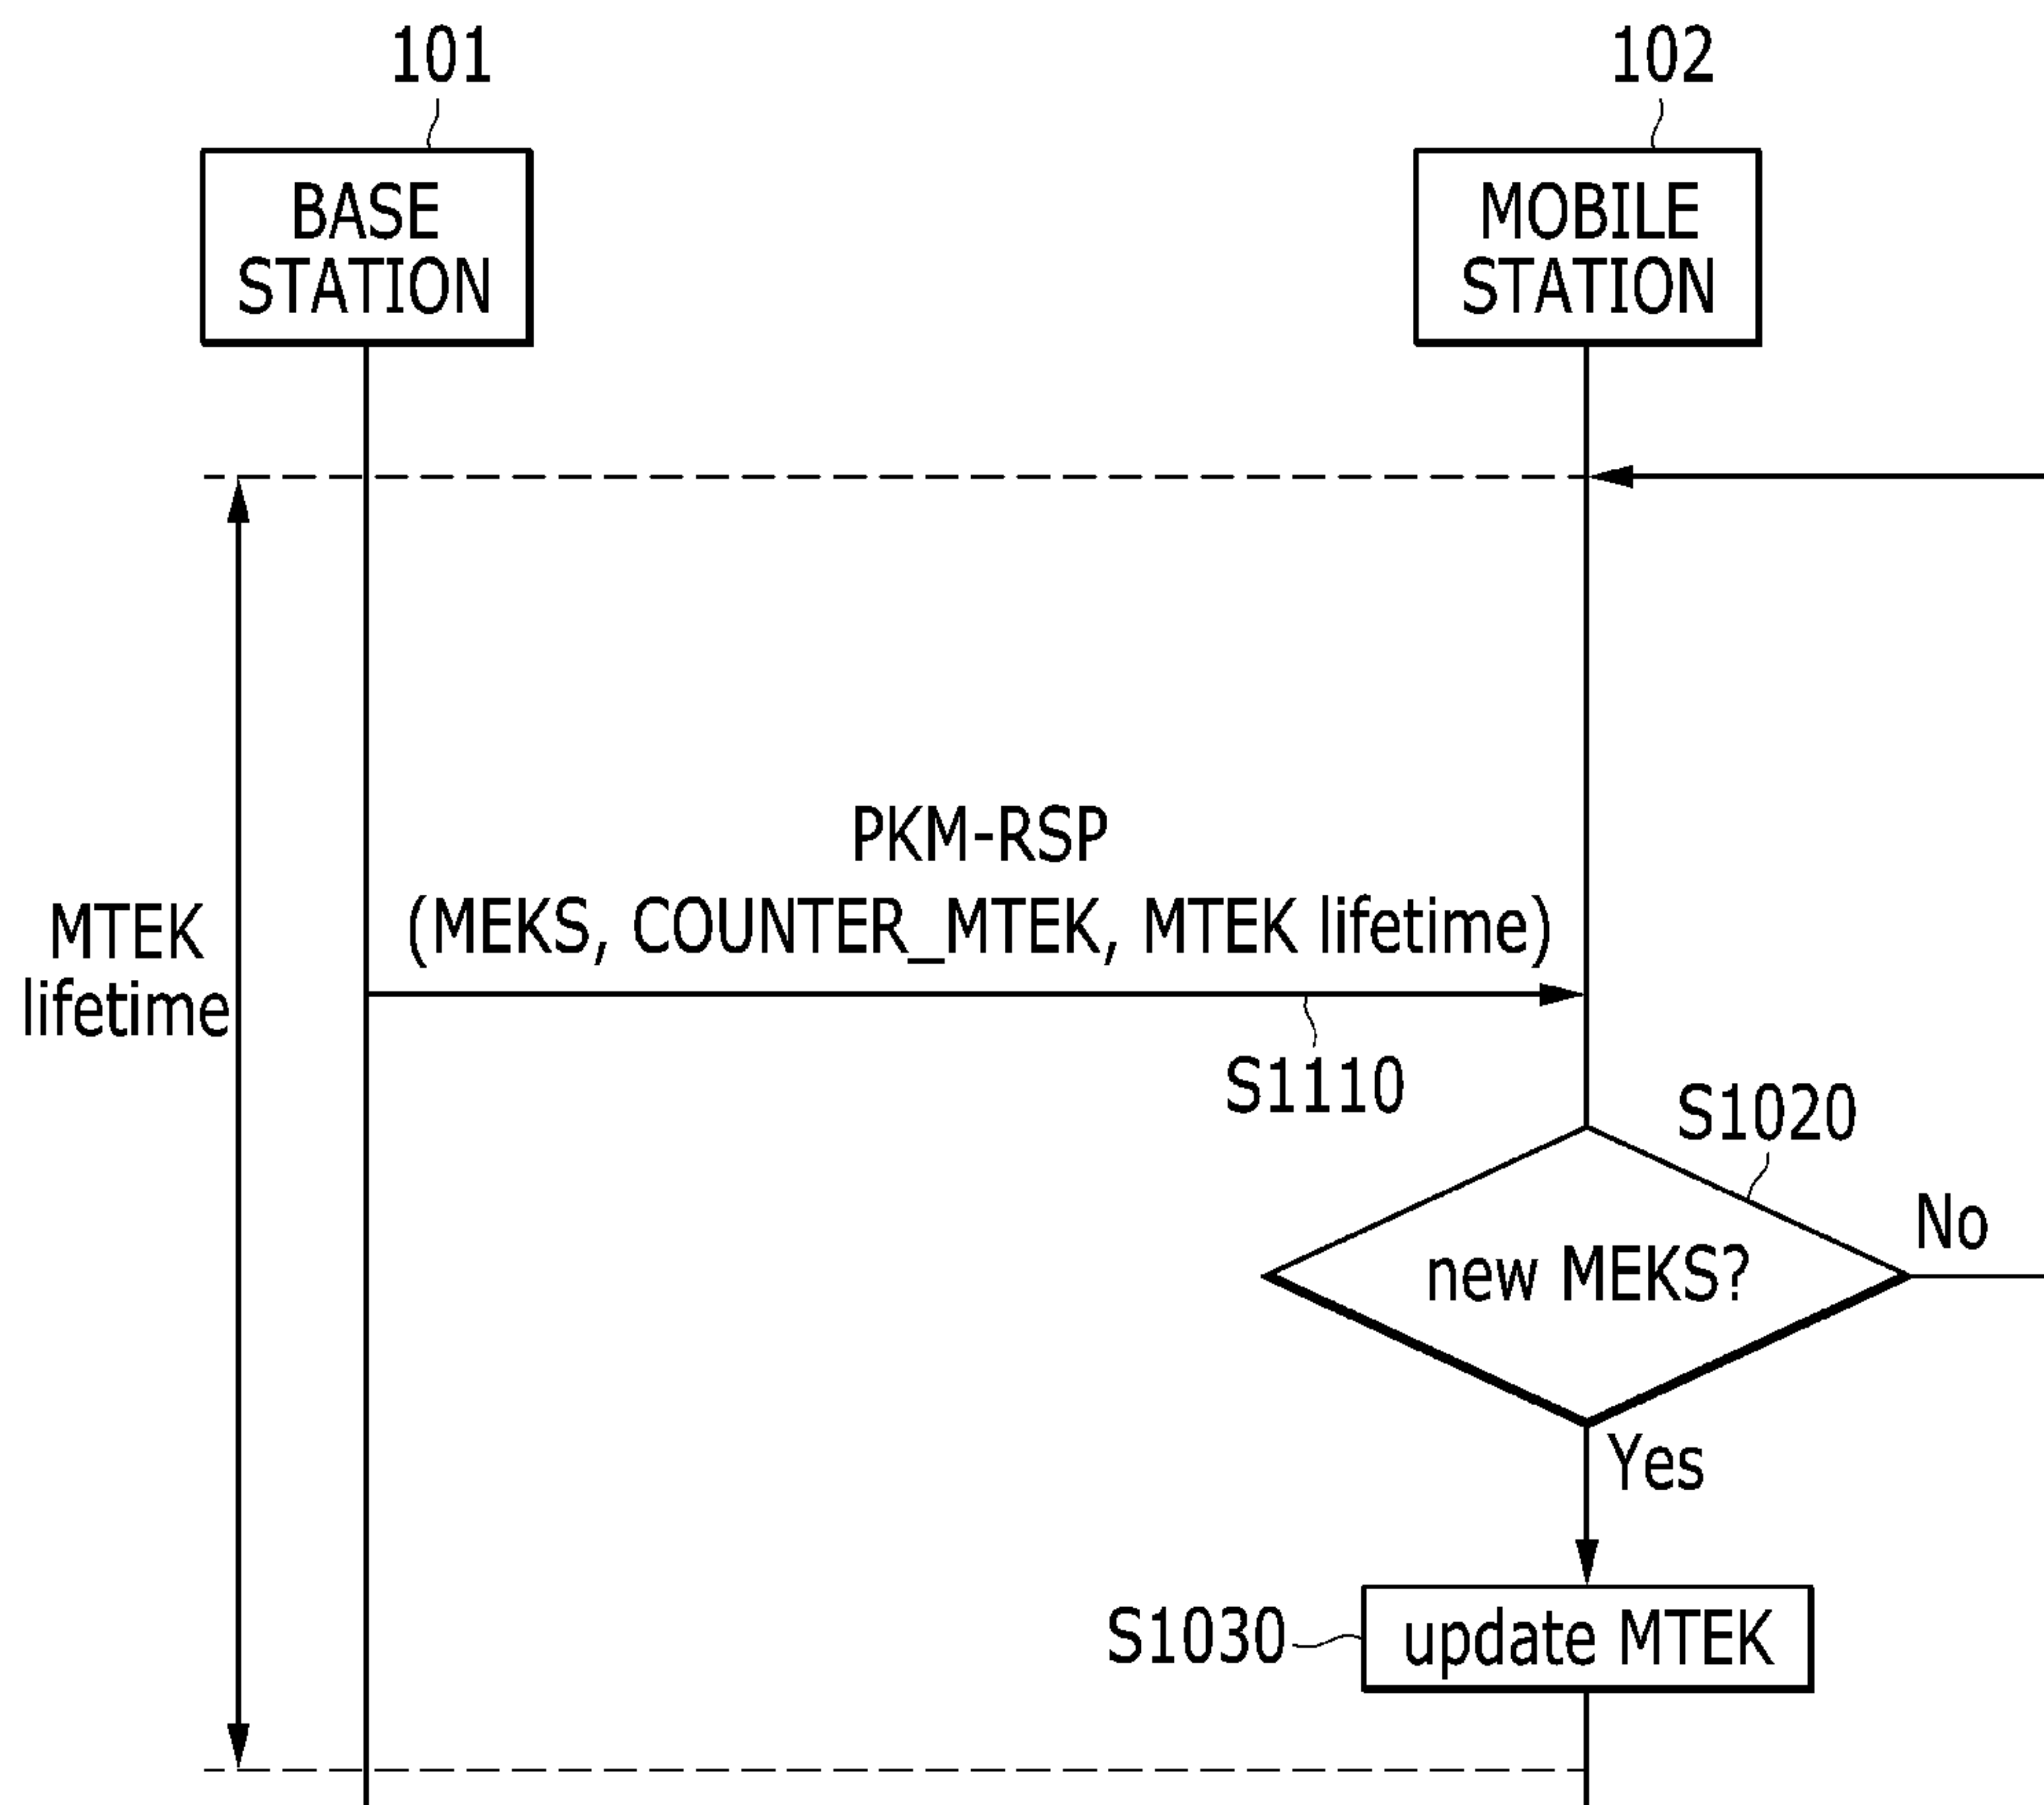 101
102
BASE
STATION
MOBILE
STATION
PKM-RSP
(MEKS, COUNTER_MTEK, MTEK lifetime)
MTEK
lifetime
S1110
S1020
No
new MEKS?
Yes
S1030
update MTEK